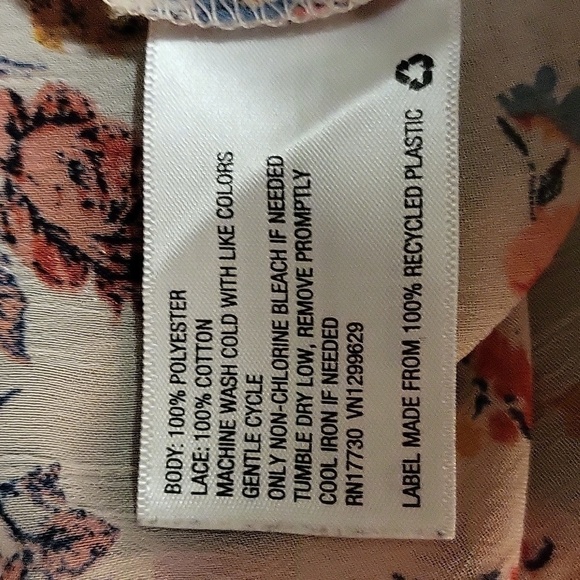 BODY: 100% POLYESTER
LACE: 100% COTTON
MACHINE WASH COLD WITH LIKE COLORS
GENTLE CYCLE
ONLY NON-CHLORINE BLEACH IF NEEDED
TUMBLE DRY LOW, REMOVE PROMPTLY
COOL IRON IF NEEDED
RN17730 VN1299629
LABEL MADE FROM 100% RECYCLED PLASTIC